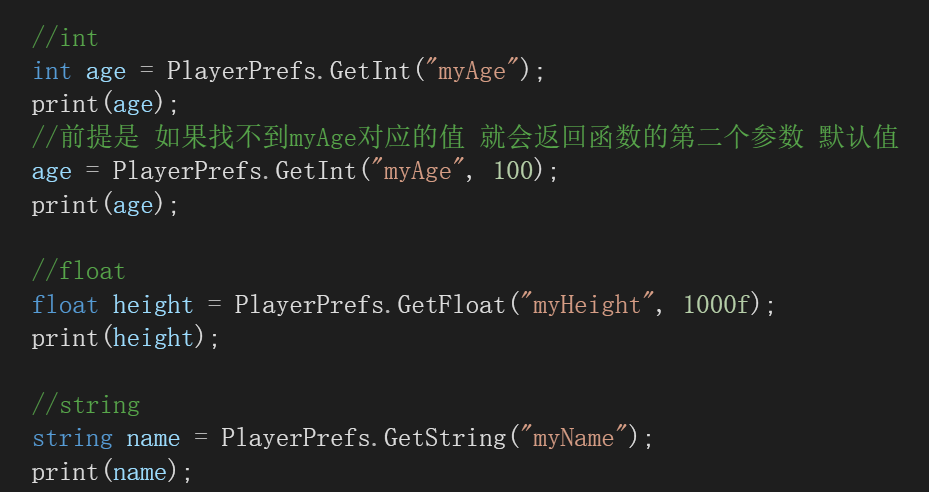 //int
int age = PlayerPrefs.GetInt("myAge");
print(age);
//前提是 如果找不到myAge对应的值 就会返回函数的第二个参数 默认值
age = PlayerPrefs.GetInt("myAge", 100);
print(age);
//float
float height = PlayerPrefs.GetFloat("myHeight", 1000f);
print(height);
//string
string name = PlayerPrefs.GetString("myName");
print(name);